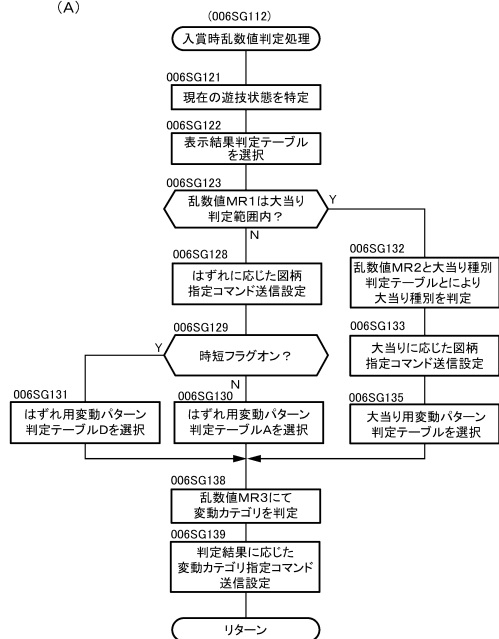 (A)
(006SG112)
入賞時乱数値判定処理
006SG121
現在の遊技状態を特定
006SG122
表示結果判定テーブル
を選択
006SG123
乱数値MR1は大当り
判定範囲内？
Y
N
006SG128
はずれに応じた図柄
指定コマンド送信設定
006SG132
乱数値MR2と大当り種別
判定テーブルとにより
大当り種別を判定
006SG129
時短フラグオン？
Y
N
006SG133
大当りに応じた図柄
指定コマンド送信設定
006SG131
はずれ用変動パターン
判定テーブルDを選択
006SG130
はずれ用変動パターン
判定テーブルAを選択
006SG135
大当り用変動パターン
判定テーブルを選択
006SG138
乱数値MR3にて
変動カテゴリを判定
006SG139
判定結果に応じた
変動カテゴリ指定コマンド
送信設定
リターン